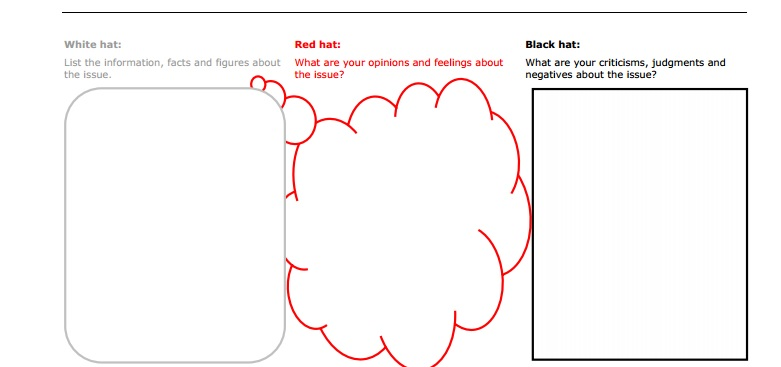 White hat:
List the information, facts and figures about
the issue.
Red hat:
What are your opinions and feelings about
the issue?
Black hat:
What are your criticisms, judgments and
negatives about the issue?